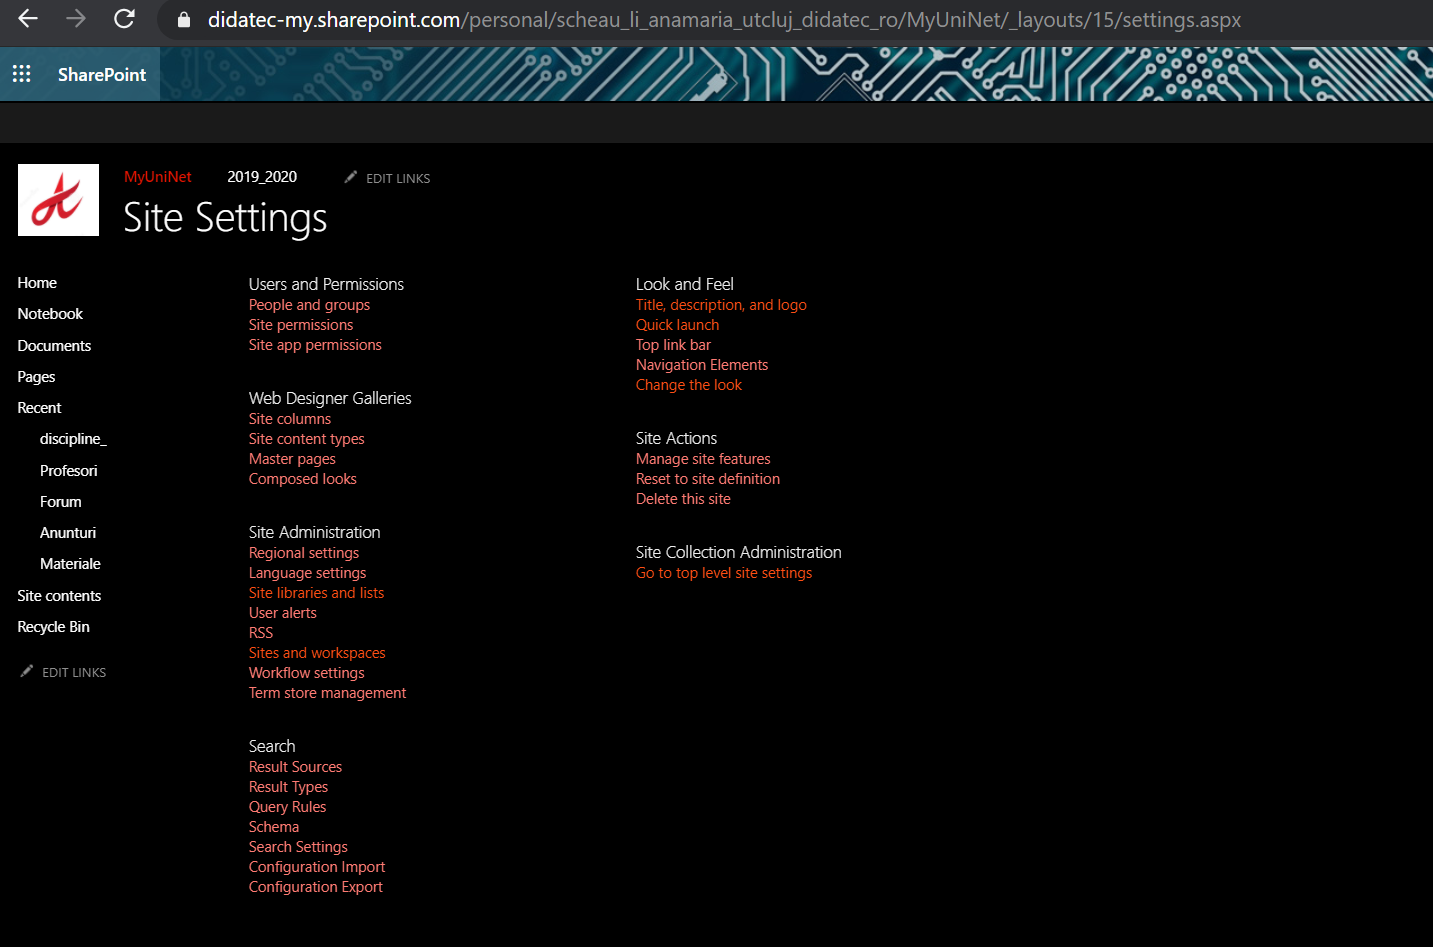 didatec-my.sharepoint.com/personal/scheau_li_anamaria_utcluj_didatec_ro/MyUniNet/_layouts/15/settings.aspx
SharePoint
MyUniNet 2019_2020 EDIT LINKS
Site Settings
Home
Notebook
Documents
Pages
Recent
discipline_
Profesori
Forum
Anunturi
Materiale
Site contents
Recycle Bin
EDIT LINKS
Users and Permissions
People and groups
Site permissions
Site app permissions
Web Designer Galleries
Site columns
Site content types
Master pages
Composed looks
Site Administration
Regional settings
Language settings
Site libraries and lists
User alerts
RSS
Sites and workspaces
Workflow settings
Term store management
Search
Result Sources
Result Types
Query Rules
Schema
Search Settings
Configuration Import
Configuration Export
Look and Feel
Title, description, and logo
Quick launch
Top link bar
Navigation Elements
Change the look
Site Actions
Manage site features
Reset to site definition
Delete this site
Site Collection Administration
Go to top level site settings